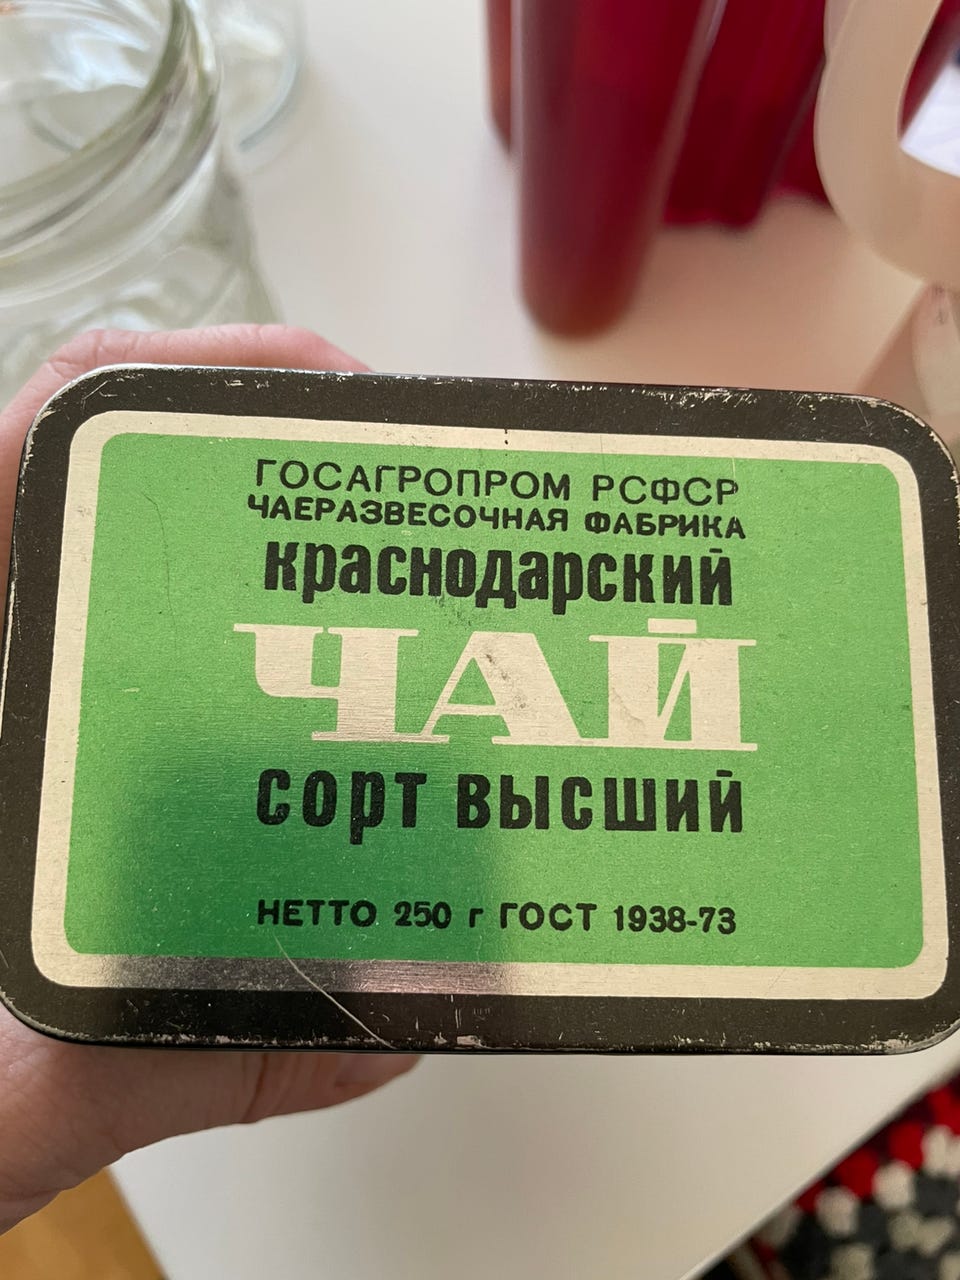 ГОСАГРОПРОМ РСФСР
ЧАЕРАЗВЕСОЧНАЯ ФАБРИКА
краснодарский
ЧАЙ
сорт высший
НЕТТО 250 г ГОСТ 1938-73